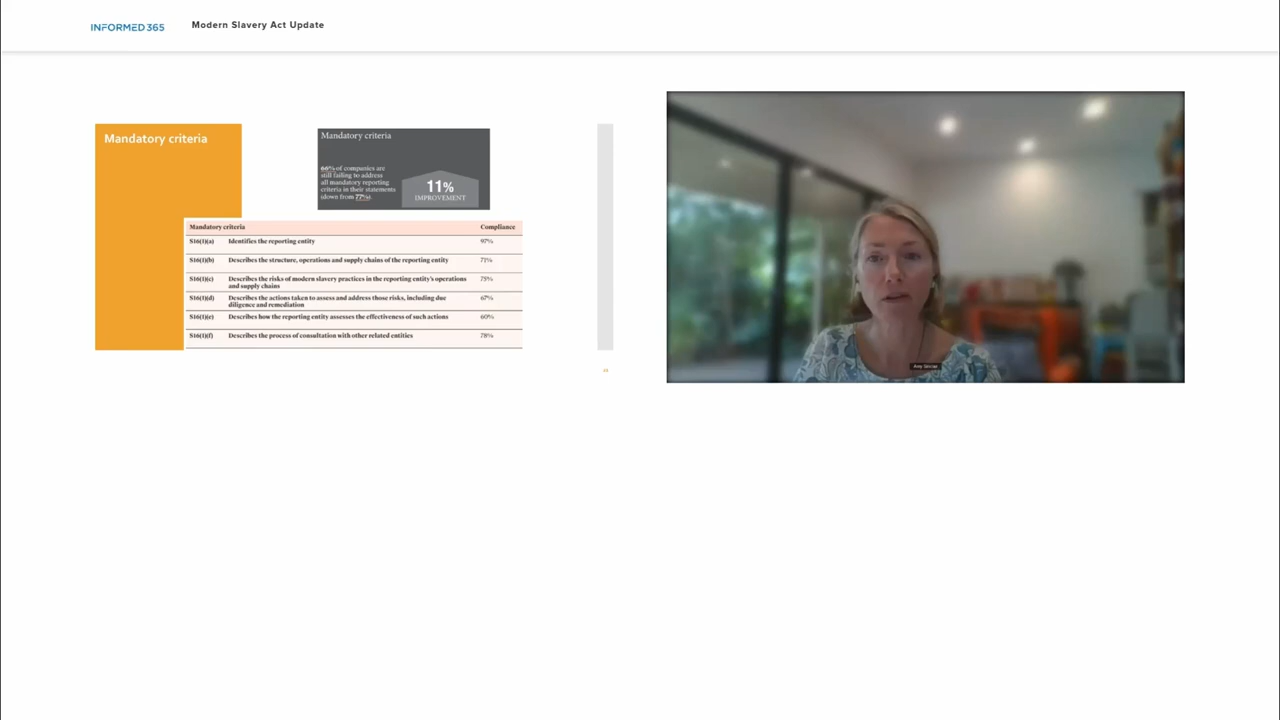 INFORMED 365
Modern Slavery Act Update
Mandatory criteria
Mandatory criteria
66% of companies are
still failing to address
all mandatory reporting
criteria in their statements
(down from 77%).
11%
IMPROVEMENT
Mandatory criteria Compliance
S16(1)(a) Identifies the reporting entity 97%
S16(1)(b) Describes the structure, operations and supply chains of the reporting entity 71%
S16(1)(c) Describes the risks of modern slavery practices in the reporting entity's operations
and supply chains 75%
S16(1)(d) Describes the actions taken to assess and address those risks, including due
diligence and remediation 67%
S16(1)(e) Describes how the reporting entity assesses the effectiveness of such actions 60%
S16(1)(f) Describes the process of consultation with other related entities 78%
Amy Sinclair